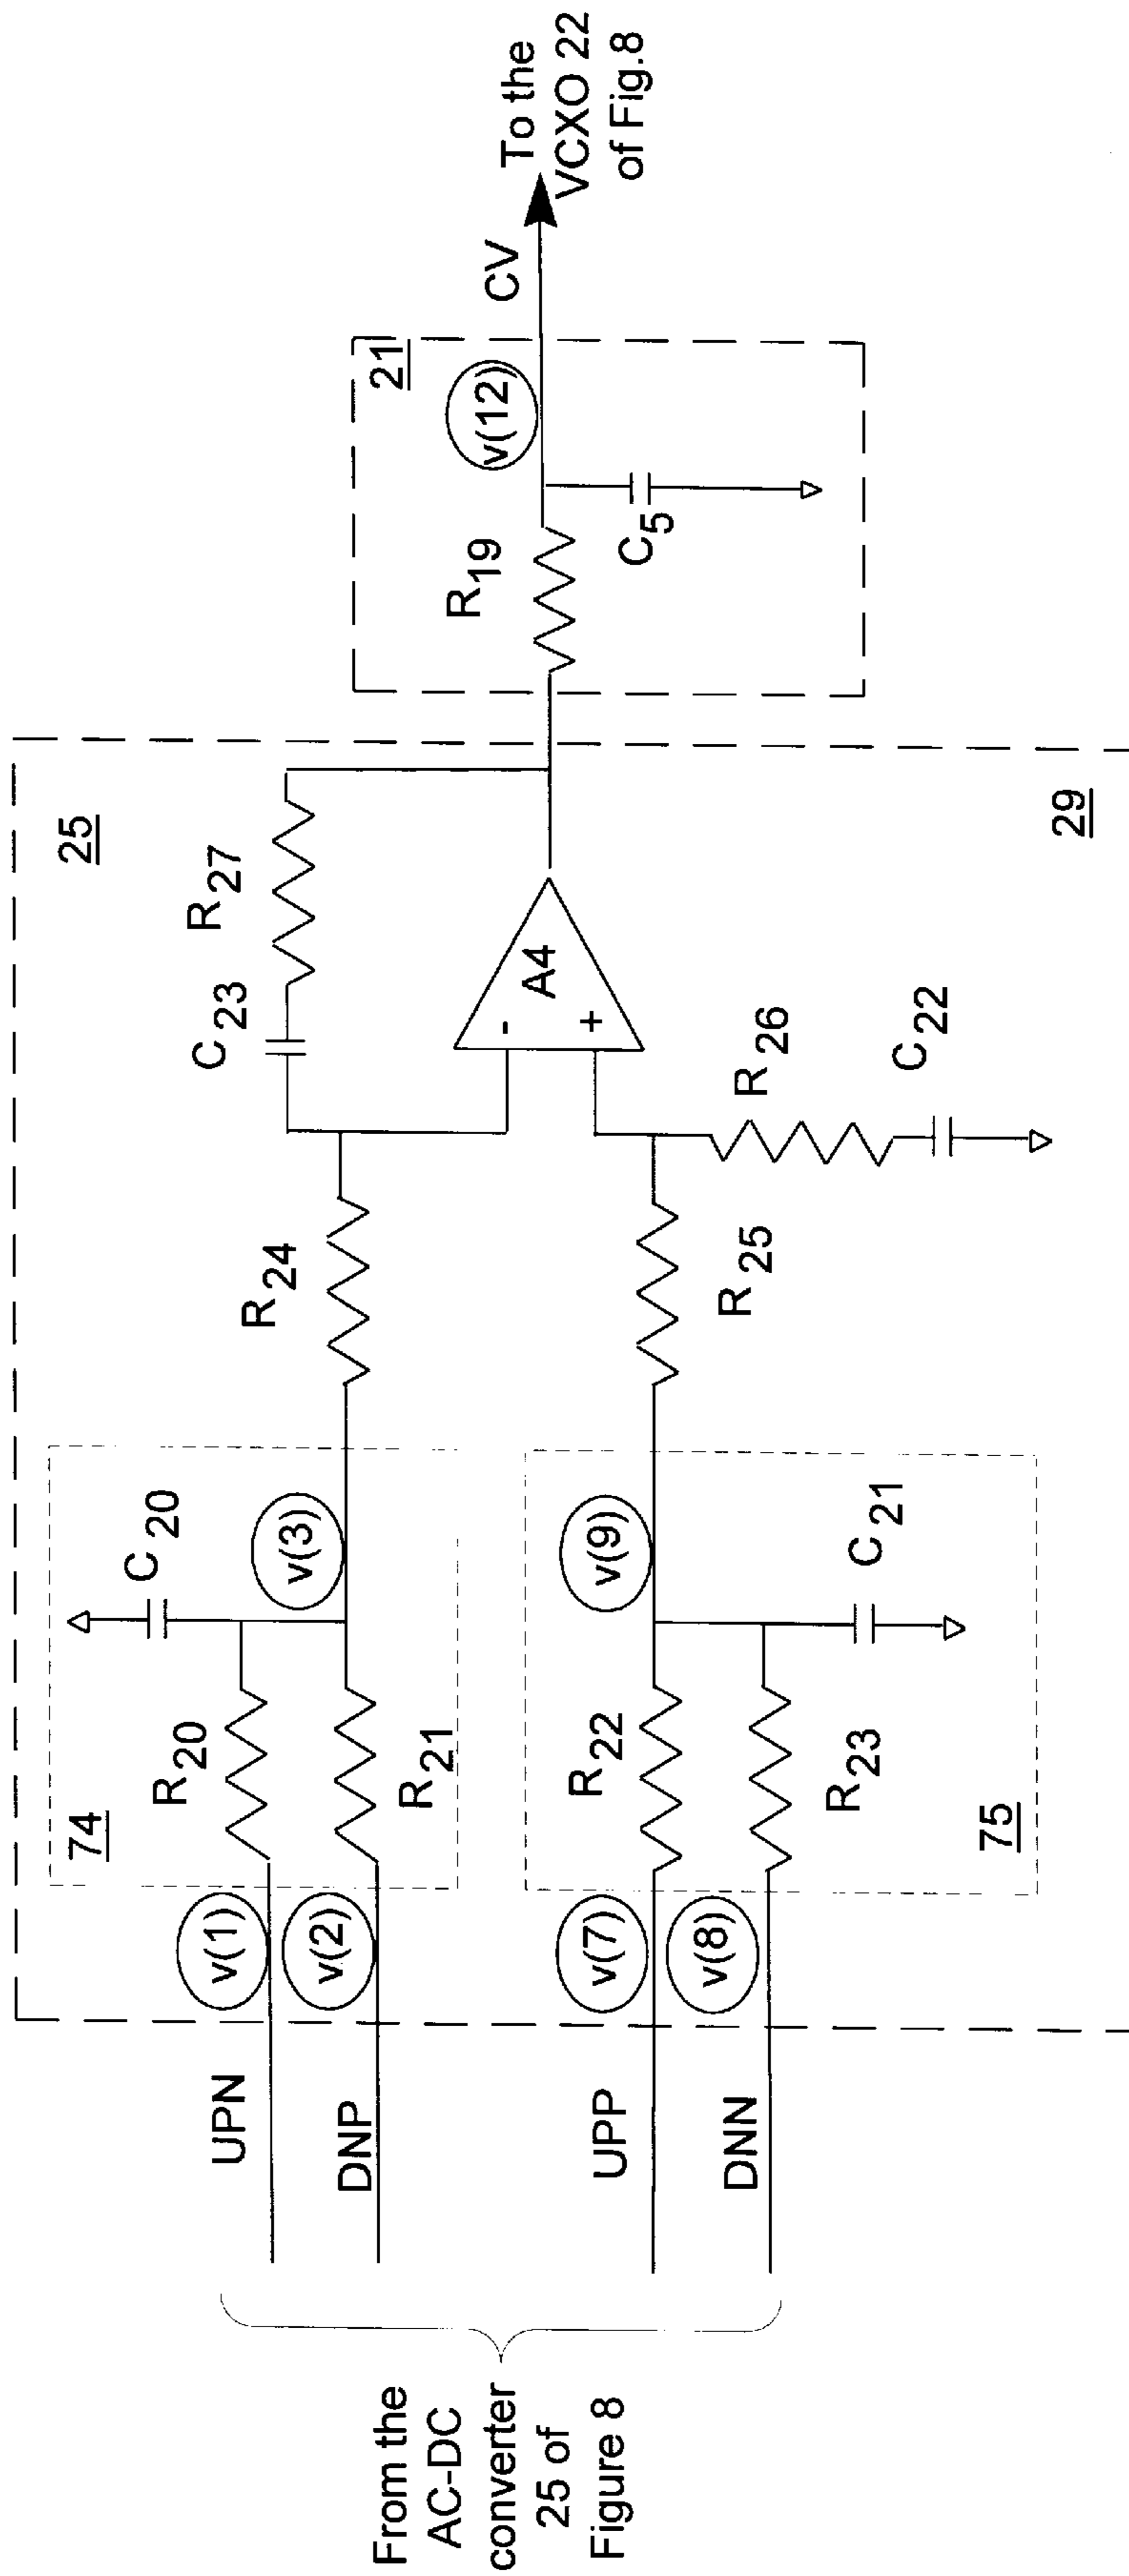 From the
AC-DC
converter
25 of
Figure 8
UPN
DNP
UPP
DNN
v(1)
v(2)
v(7)
v(8)
74
R20
R21
C20
v(3)
R22
R23
75
v(9)
C21
R24
R25
C23
R27
25
A4
-
+
R26
C22
29
R19
C5
21
v(12)
CV
To the
VCXO 22
of Fig.8